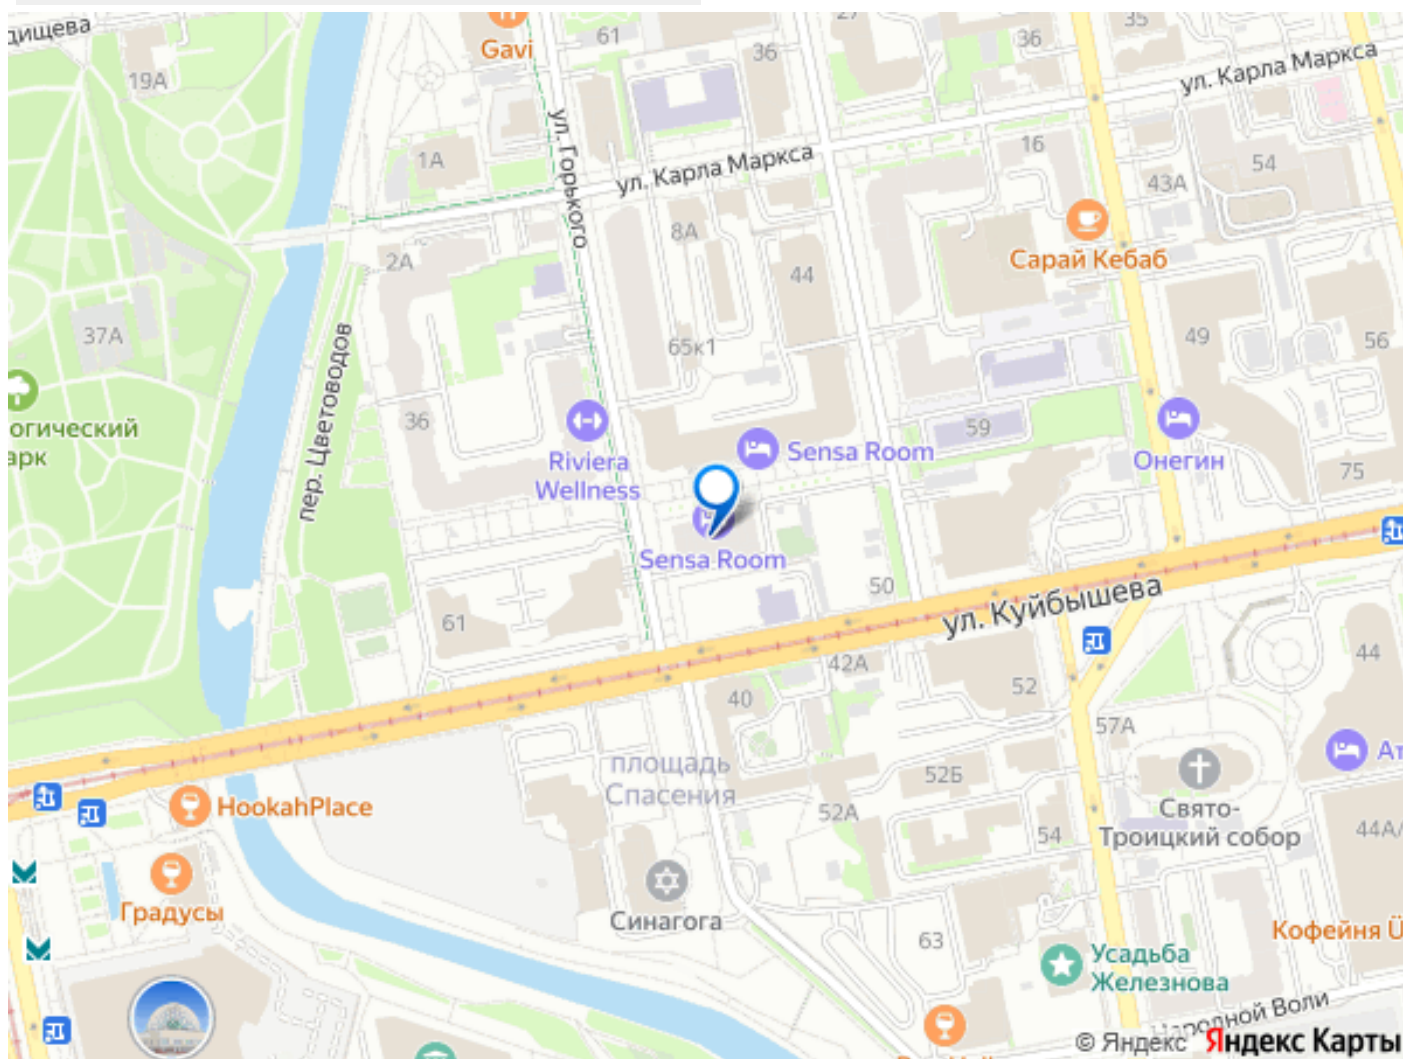 дищева
19А
Gavi
61
36
27
36
35
ул. Карла Маркса
ул. Горького
1А
ул. Карла Маркса
16
54
43А
8А
2А
44
Сарай Кебаб
37А
65к1
49
56
пер. Цветоводов
огический
арк
36
Riviera
Wellness
Sensa Room
59
Онегин
75
Sensa Room
50
ул. Куйбышева
61
42А
44
40
52
57А
площадь
Спасения
52Б
Ат
HookahPlace
52А
Свято-
Троицкий собор
54
44А/
Градусы
Синагога
63
Кофейня Ü
Усадьба
Железнова
Народной Воли
© Яндекс Яндекс Карты